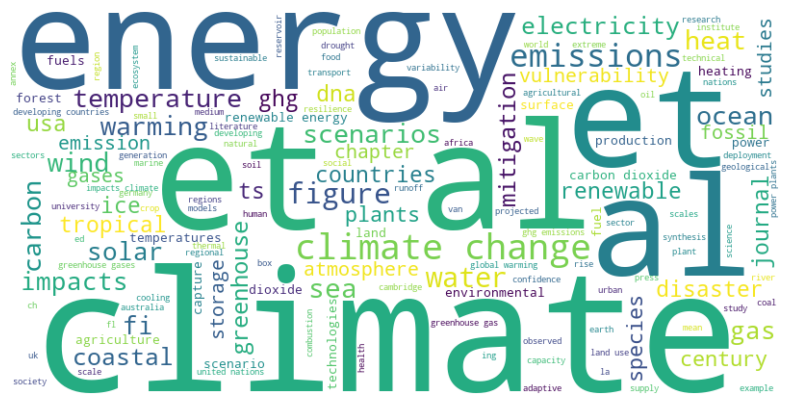 energy
et al
et
al
climate
climate change
emissions
electricity
heat
vulnerability
heating
studies
research
institute
world
extreme
technical
nations
agricultural
surface
oil
ocean
fossil
power
production
deployment
geological
carbon dioxide
renewable
fuel
sector
scales
synthesis
plant
science
power plants
journal
population
drought
food
transport
variability
air
reservoir
sustainable
ecosystem
fuels
annex
region
forest
temperature
ghg
dna
developing countries
small
medium
renewable energy
resilience
literature
developing
usa
warming
natural
scenarios
mitigation
emission
chapter
africa
wave
sectors
wind
generation
marine
social
soil
countries
runoff
gases
impacts climate
germany
regions
ts
figure
human
van
projected
university
crop
models
ice
carbon
tropical
plants
land
ghg emissions
ed
temperatures
thermal
regional
solar
greenhouse
greenhouse gases
box
atmosphere
water
global warming
rise
confidence
impacts
cooling
capture
storage
dioxide
sea
cambridge
environmental
urban
press
disaster
river
ch
australia
fl
fi
uk
agriculture
coastal
scenario
united nations
scale
society
combustion
technologies
health
greenhouse gas
ing
observed
capacity
adaptive
earth
land use
la
supply
species
mean
study
coal
gas
century
example